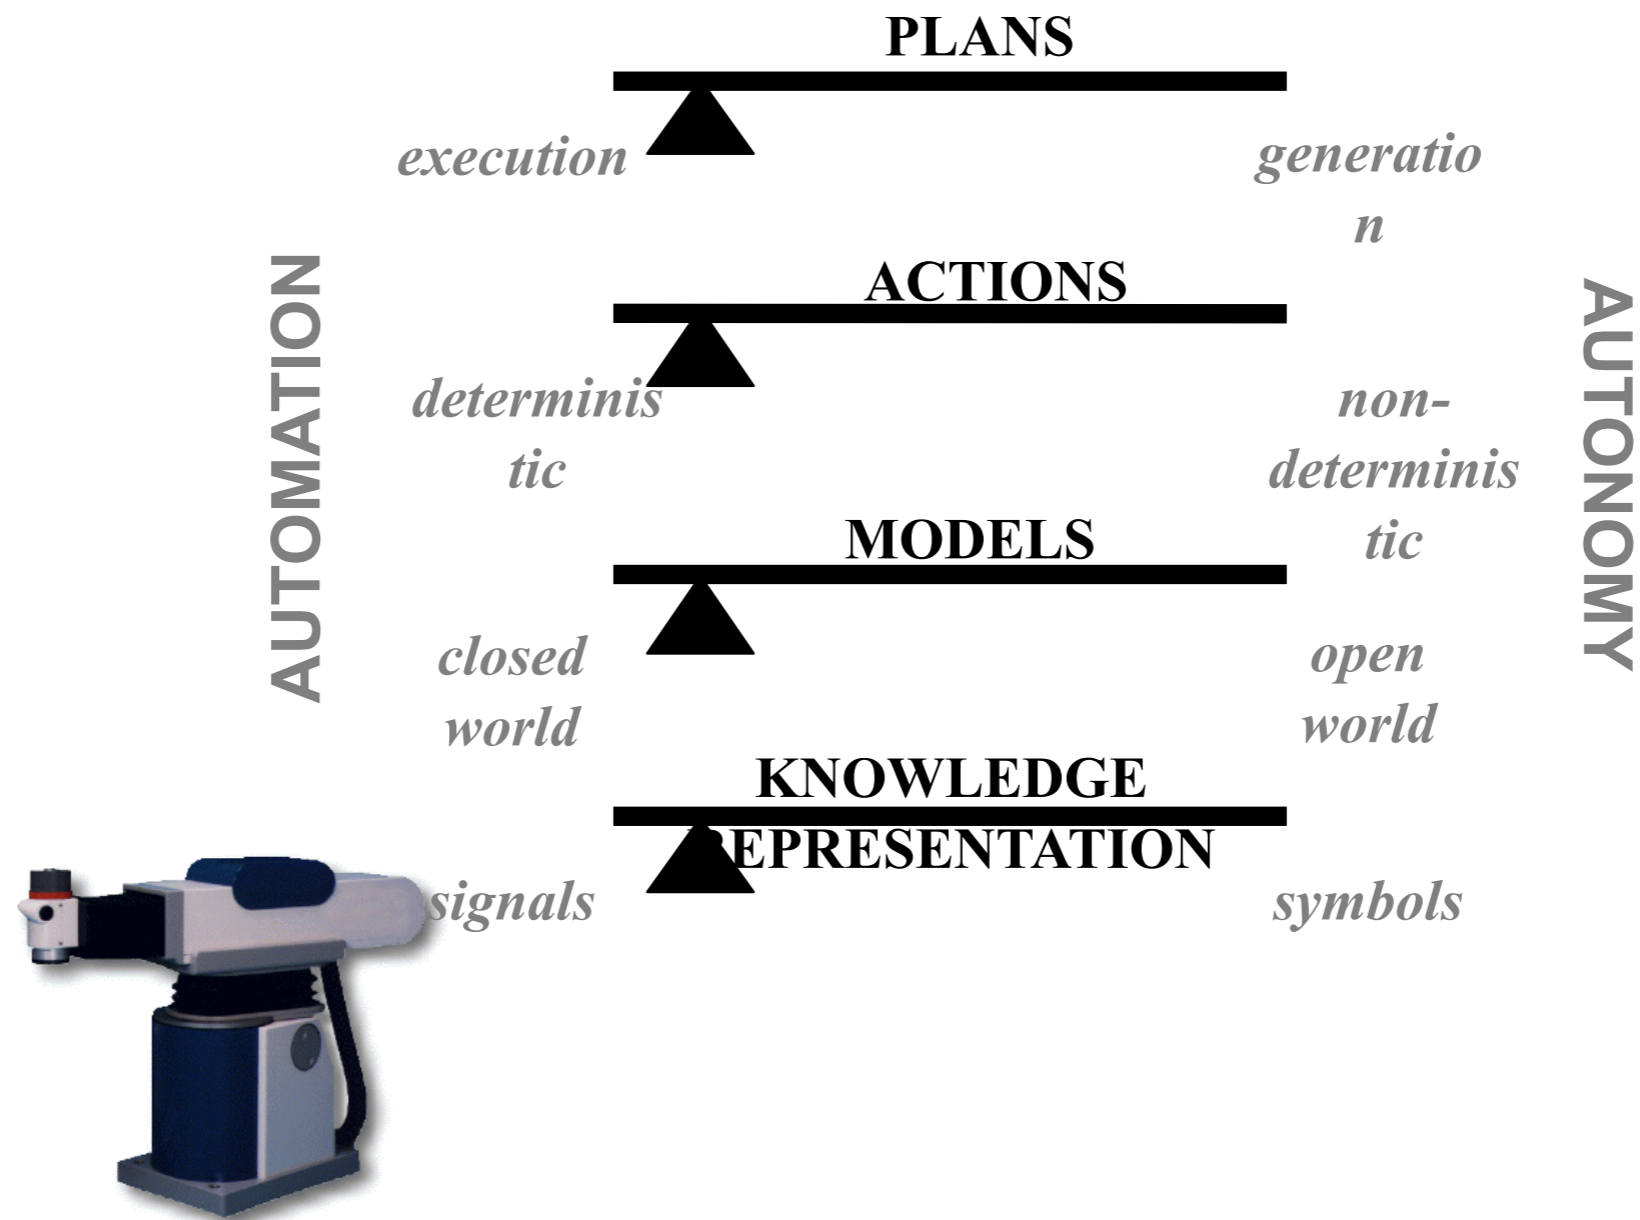 PLANS
execution
generatio
n
AUTOMATION
ACTIONS
AUTONOMY
determinis
tic
non-
determinis
tic
MODELS
closed
world
open
world
KNOWLEDGE
REPRESENTATION
signals
symbols